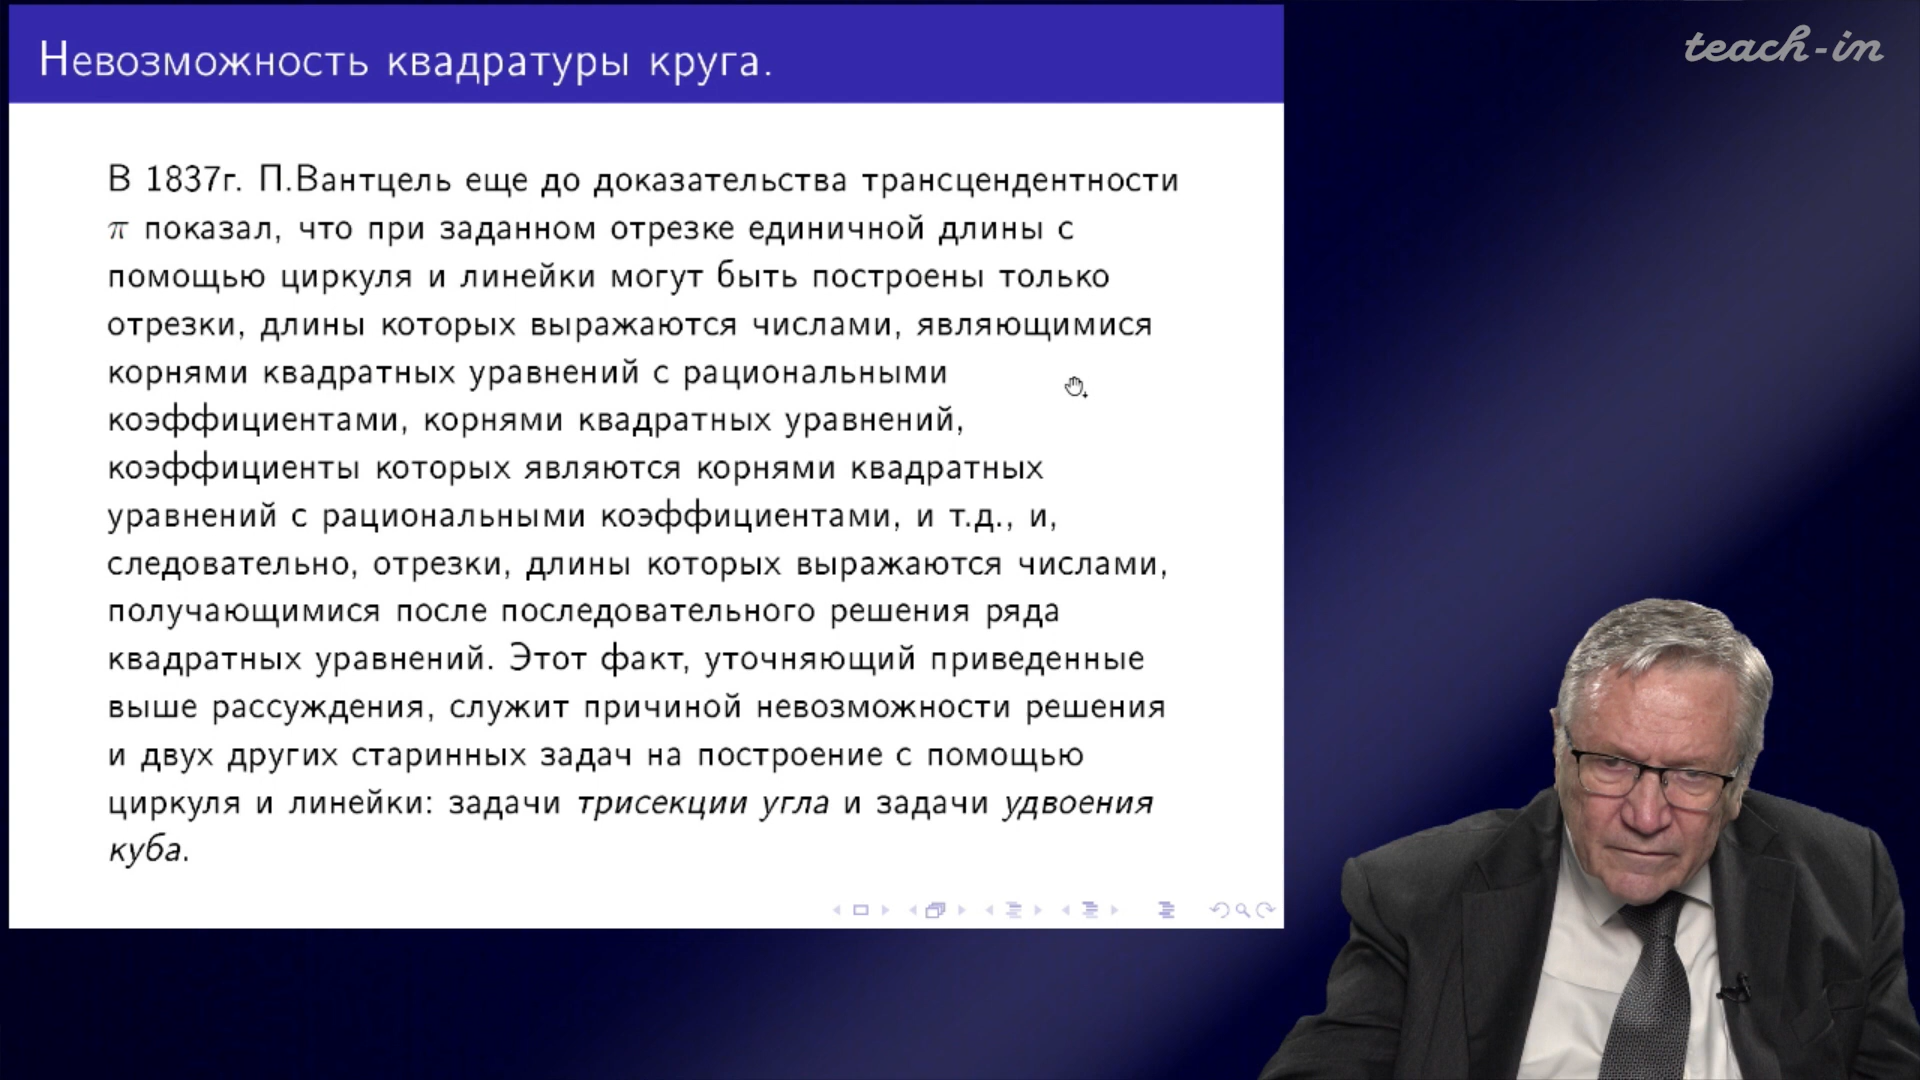 Невозможность квадратуры круга.
teach-in
В 1837г. П.Вантцель еще до доказательства трансцендентности
π показал, что при заданном отрезке единичной длины с
помощью циркуля и линейки могут быть построены только
отрезки, длины которых выражаются числами, являющимися
корнями квадратных уравнений с рациональными
коэффициентами, корнями квадратных уравнений,
коэффициенты которых являются корнями квадратных
уравнений с рациональными коэффициентами, и т.д., и,
следовательно, отрезки, длины которых выражаются числами,
получающимися после последовательного решения ряда
квадратных уравнений. Этот факт, уточняющий приведенные
выше рассуждения, служит причиной невозможности решения
и двух других старинных задач на построение с помощью
циркуля и линейки: задачи трисекции угла и задачи удвоения
куба.